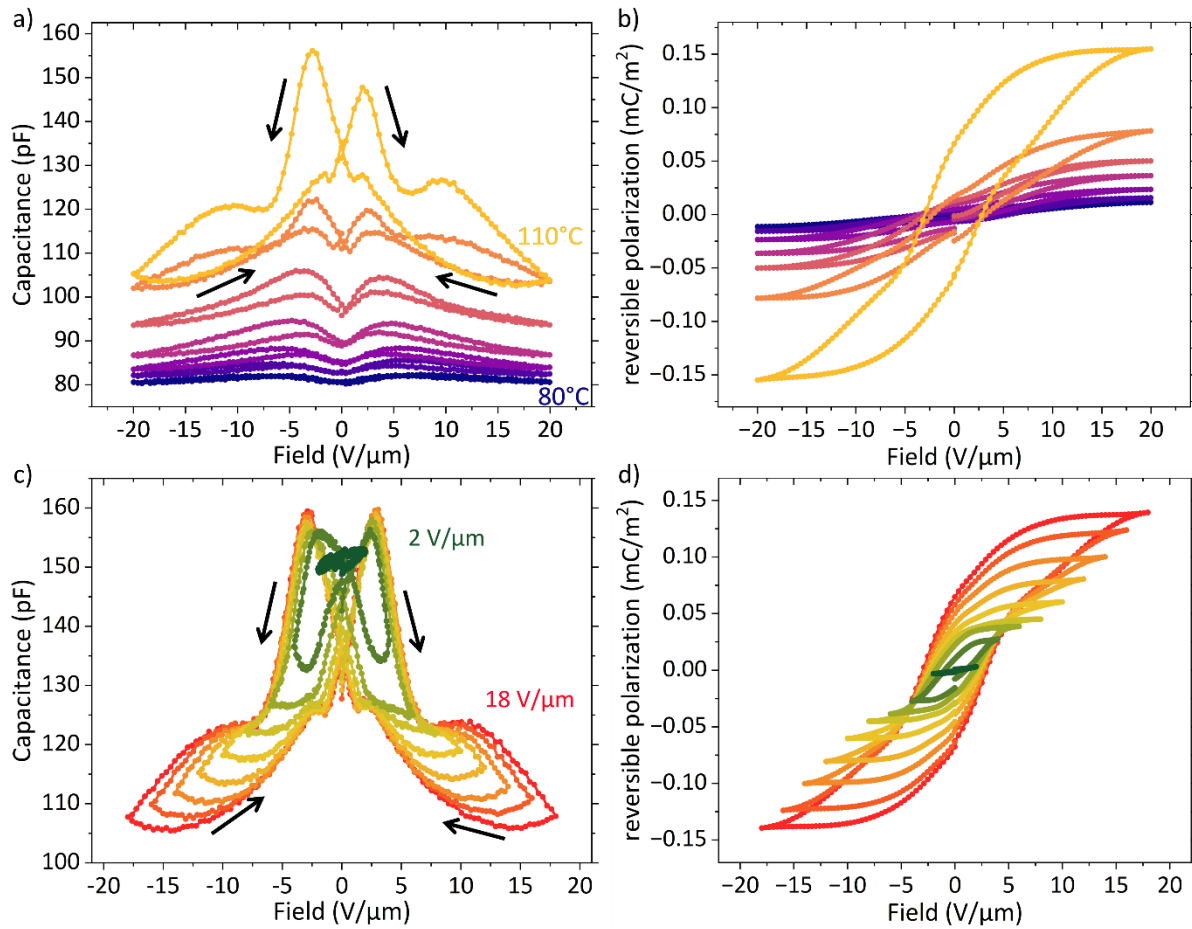 a)
160
150
140
130
120
110
100
90
80
Capacitance (pF)
110°C
80°C
-20 -15 -10 -5 0 5 10 15 20
Field (V/μm)
b)
0.15
0.10
0.05
0.00
−0.05
−0.10
−0.15
reversible polarization (mC/m²)
−20 −15 −10 −5 0 5 10 15 20
Field (V/μm)
c)
160
150
140
130
120
110
100
Capacitance (pF)
2 V/μm
18 V/μm
-20 -15 -10 -5 0 5 10 15 20
Field (V/μm)
d)
0.15
0.10
0.05
0.00
−0.05
−0.10
−0.15
reversible polarization (mC/m²)
−20 −15 −10 −5 0 5 10 15 20
Field (V/μm)